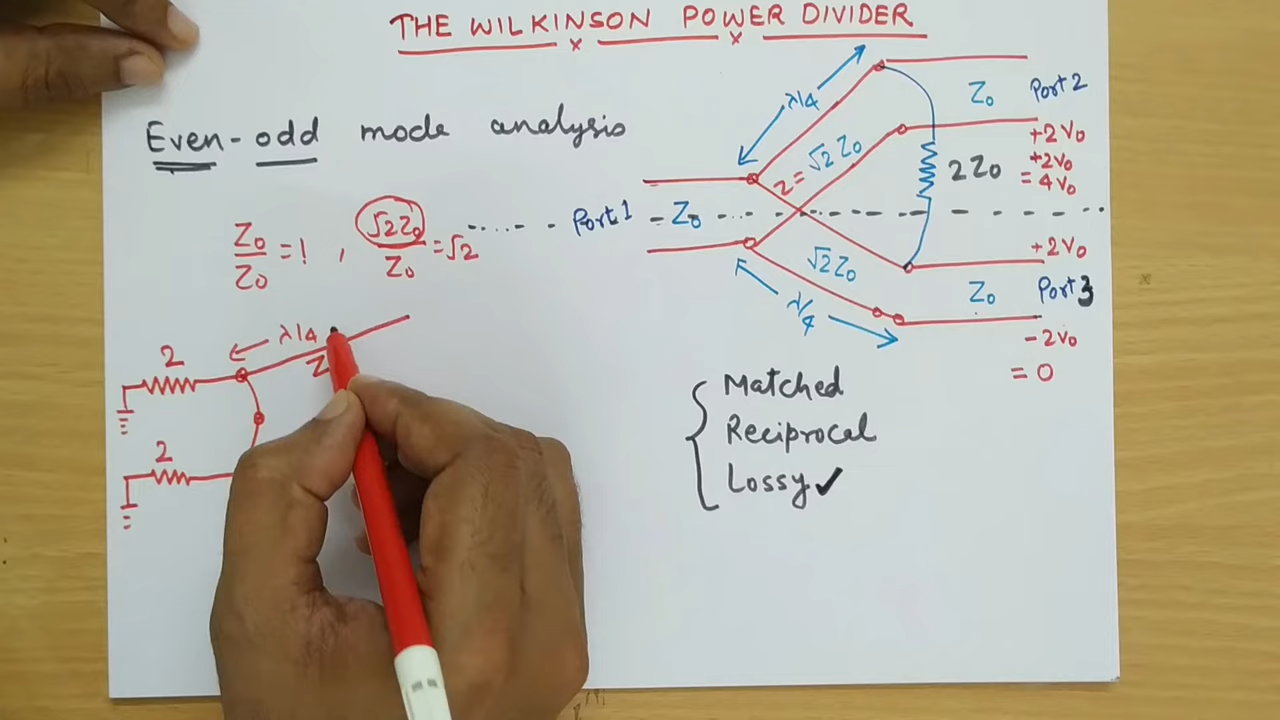 THE WILKINSON POWER DIVIDER
Even-odd mode analysis
Z₀/Z₀ = 1 , √2Z₀/Z₀ = √2
λ/4
Z₀
Port 2
Z = √2 Z₀
+2V₀
+2V₀
= 4V₀
2Z₀
Port 1
Z₀
√2Z₀
+2V₀
Z₀
Port 3
λ/4
-2V₀
= 0
2
λ/4
Z
2
Matched
Reciprocal
Lossy ✓